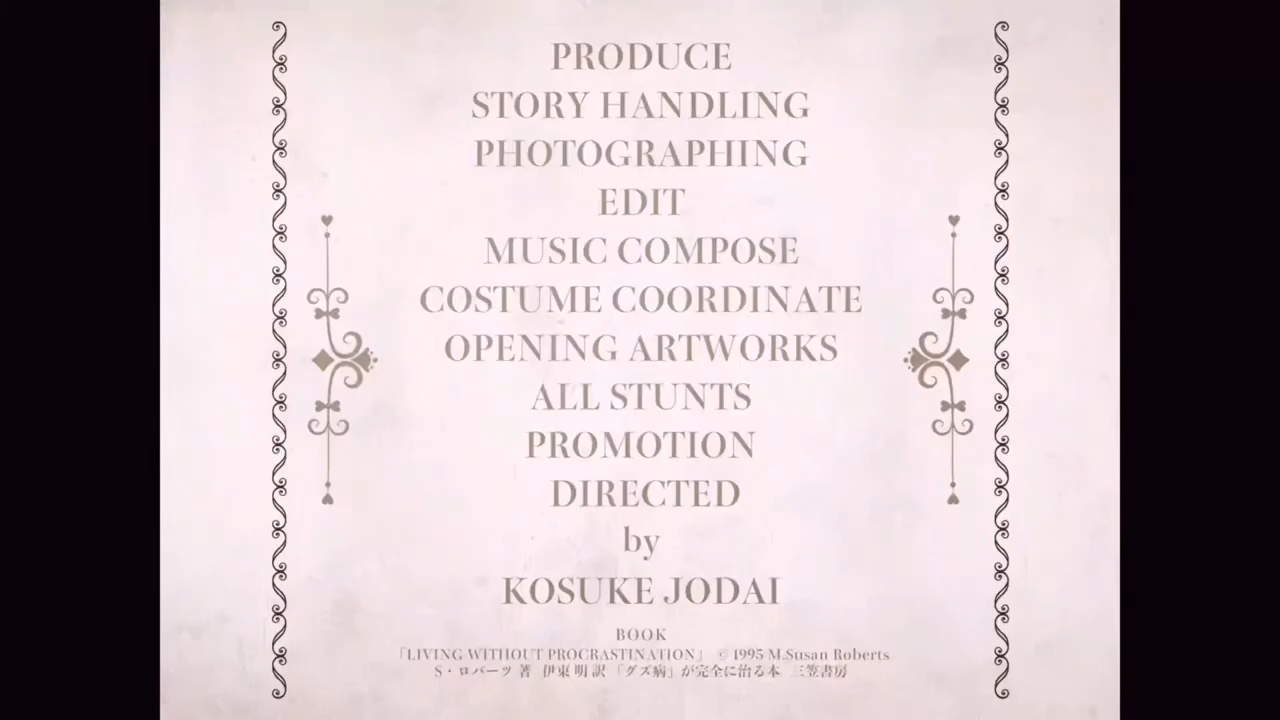 PRODUCE
STORY HANDLING
PHOTOGRAPHING
EDIT
MUSIC COMPOSE
COSTUME COORDINATE
OPENING ARTWORKS
ALL STUNTS
PROMOTION
DIRECTED
by
KOSUKE JODAI
BOOK
「LIVING WITHOUT PROCRASTINATION」 © 1995 M.Susan Roberts
S・ロバーツ 著 伊東 明 訳 「グズ病」が完全に治る本 三笠書房